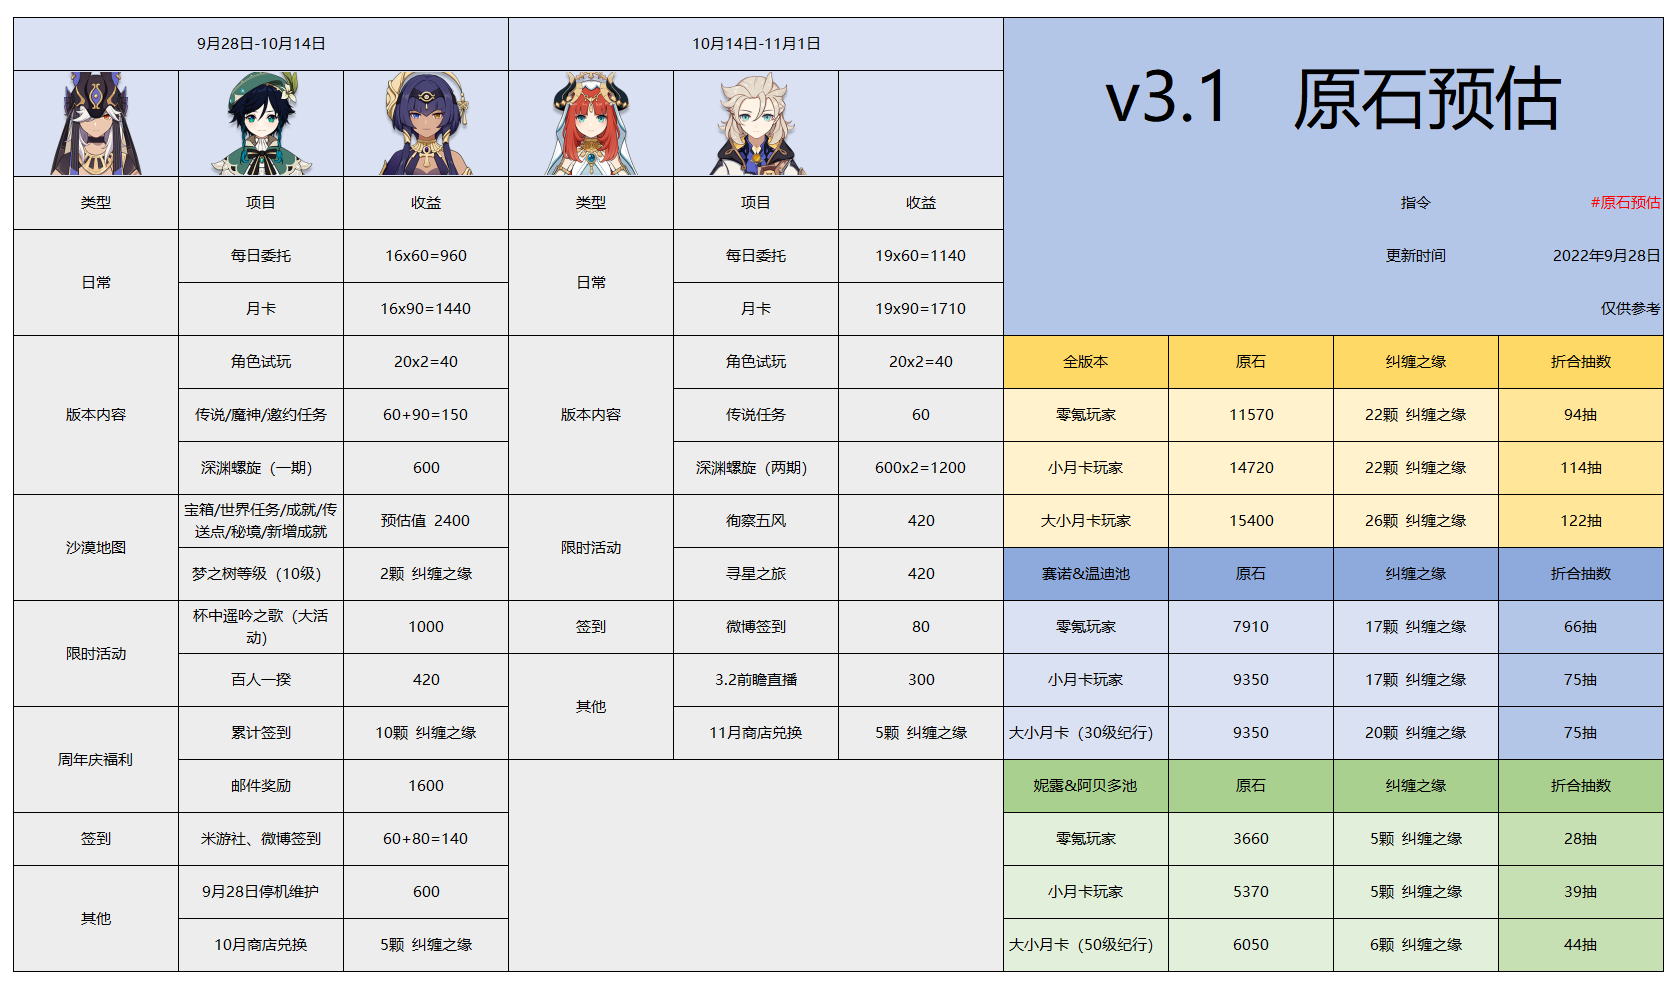 9月28日-10月14日
10月14日-11月1日
v3.1 原石预估
类型 项目 收益 类型 项目 收益
指令 #原石预估
日常
每日委托 16x60=960
月卡 16x90=1440
日常
每日委托 19x60=1140
月卡 19x90=1710
更新时间 2022年9月28日
仅供参考
版本内容
角色试玩 20x2=40
传说/魔神/邀约任务 60+90=150
深渊螺旋（一期） 600
版本内容
角色试玩 20x2=40
传说任务 60
深渊螺旋（两期） 600x2=1200
沙漠地图
宝箱/世界任务/成就/传
送点/秘境/新增成就
预估值 2400
梦之树等级（10级） 2颗 纠缠之缘
限时活动
徇察五风 420
寻星之旅 420
限时活动
杯中遥吟之歌（大活
动）
1000
百人一揆 420
签到 微博签到 80
其他
3.2前瞻直播 300
11月商店兑换 5颗 纠缠之缘
周年庆福利
累计签到 10颗 纠缠之缘
邮件奖励 1600
签到 米游社、微博签到 60+80=140
其他
9月28日停机维护 600
10月商店兑换 5颗 纠缠之缘
全版本 原石 纠缠之缘 折合抽数
零氪玩家 11570 22颗 纠缠之缘 94抽
小月卡玩家 14720 22颗 纠缠之缘 114抽
大小月卡玩家 15400 26颗 纠缠之缘 122抽
赛诺&温迪池 原石 纠缠之缘 折合抽数
零氪玩家 7910 17颗 纠缠之缘 66抽
小月卡玩家 9350 17颗 纠缠之缘 75抽
大小月卡（30级纪行） 9350 20颗 纠缠之缘 75抽
妮露&阿贝多池 原石 纠缠之缘 折合抽数
零氪玩家 3660 5颗 纠缠之缘 28抽
小月卡玩家 5370 5颗 纠缠之缘 39抽
大小月卡（50级纪行） 6050 6颗 纠缠之缘 44抽